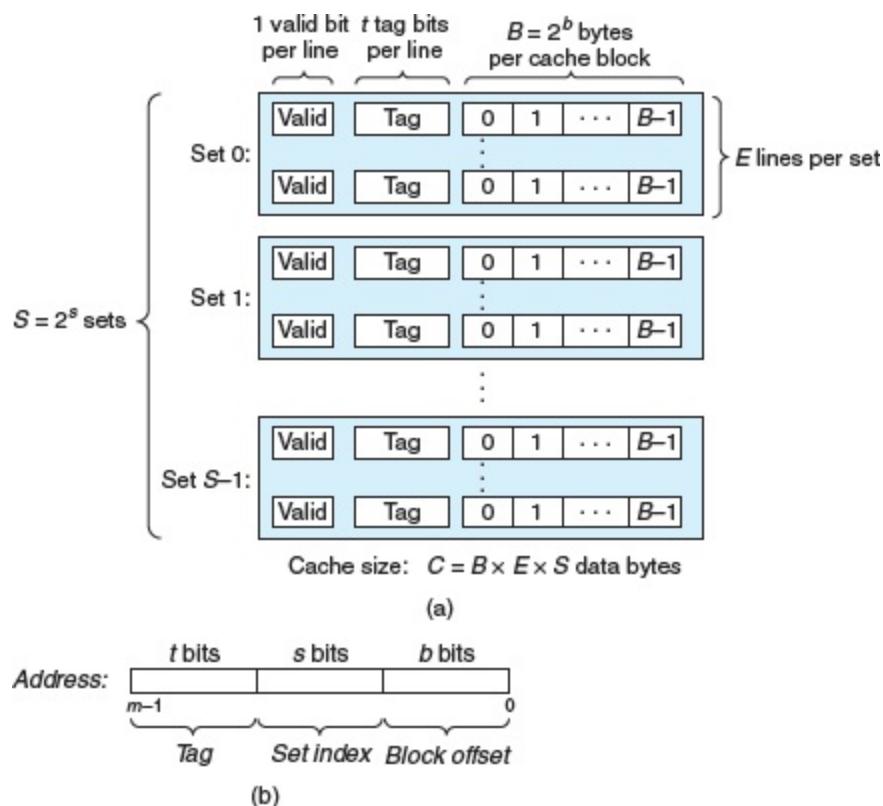 1 valid bit per line
t tag bits per line
B = 2^b bytes per cache block
Set 0:
Valid Tag 0 1 · · · B–1
Valid Tag 0 1 · · · B–1
E lines per set
Set 1:
Valid Tag 0 1 · · · B–1
Valid Tag 0 1 · · · B–1
S = 2^s sets
Set S–1:
Valid Tag 0 1 · · · B–1
Valid Tag 0 1 · · · B–1
Cache size: C = B × E × S data bytes
(a)
t bits s bits b bits
Address:
m–1 0
Tag Set index Block offset
(b)